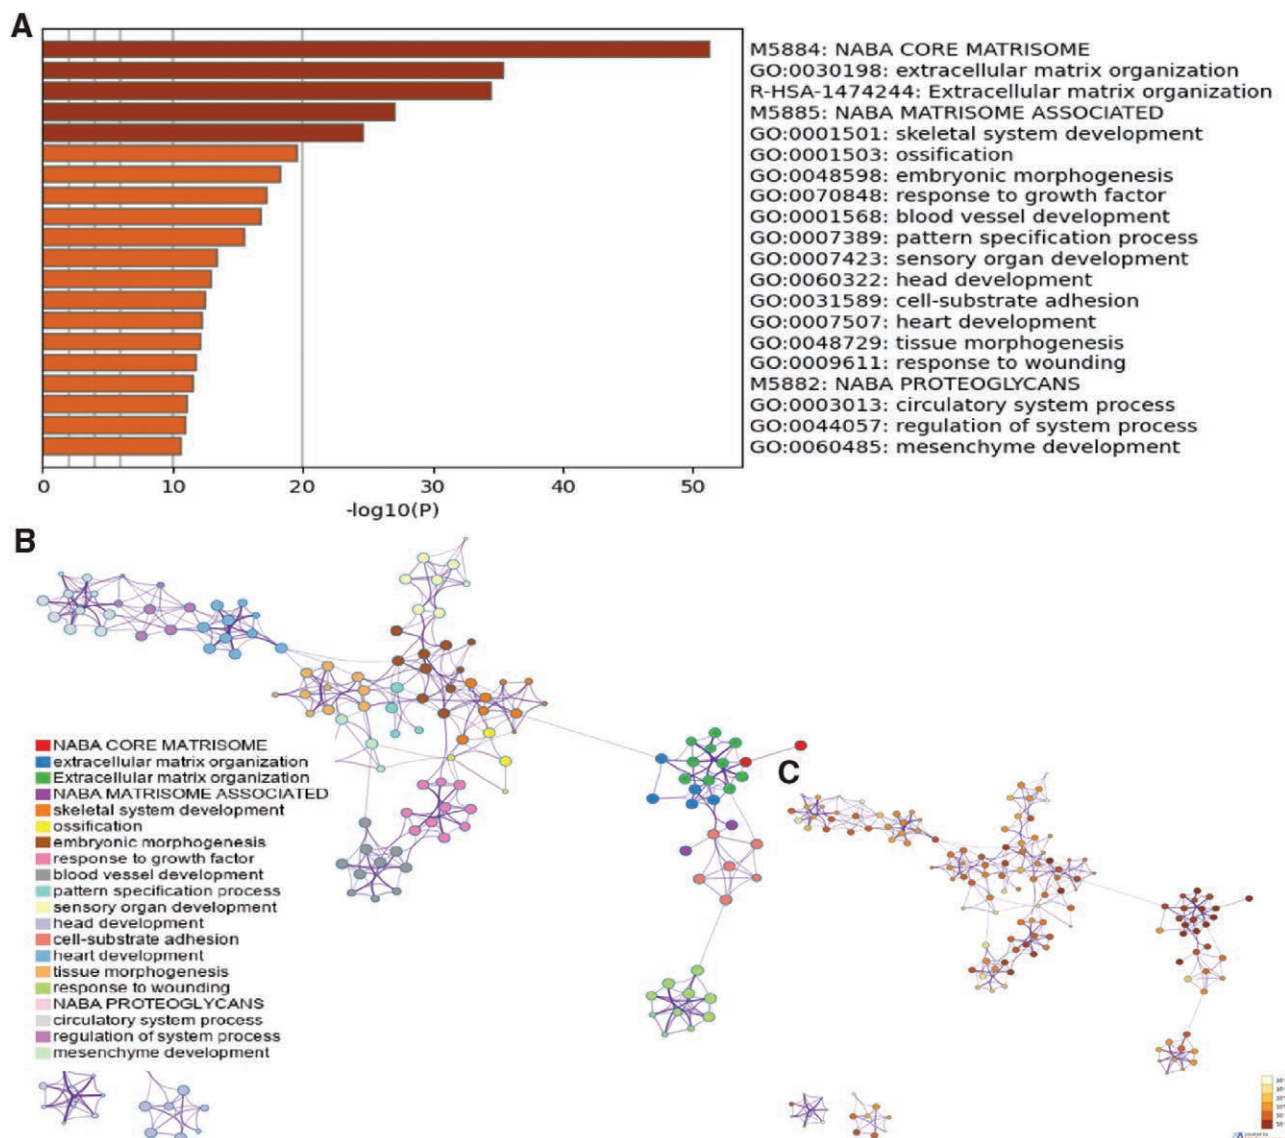 A
M5884: NABA CORE MATRISOME
GO:0030198: extracellular matrix organization
R-HSA-1474244: Extracellular matrix organization
M5885: NABA MATRISOME ASSOCIATED
GO:0001501: skeletal system development
GO:0001503: ossification
GO:0048598: embryonic morphogenesis
GO:0070848: response to growth factor
GO:0001568: blood vessel development
GO:0007389: pattern specification process
GO:0007423: sensory organ development
GO:0060322: head development
GO:0031589: cell-substrate adhesion
GO:0007507: heart development
GO:0048729: tissue morphogenesis
GO:0009611: response to wounding
M5882: NABA PROTEOGLYCANS
GO:0003013: circulatory system process
GO:0044057: regulation of system process
GO:0060485: mesenchyme development
0 10 20 30 40 50
-log10(P)
B
NABA CORE MATRISOME
extracellular matrix organization
Extracellular matrix organization
NABA MATRISOME ASSOCIATED
skeletal system development
ossification
embryonic morphogenesis
response to growth factor
blood vessel development
pattern specification process
sensory organ development
head development
cell-substrate adhesion
heart development
tissue morphogenesis
response to wounding
NABA PROTEOGLYCANS
circulatory system process
regulation of system process
mesenchyme development
C